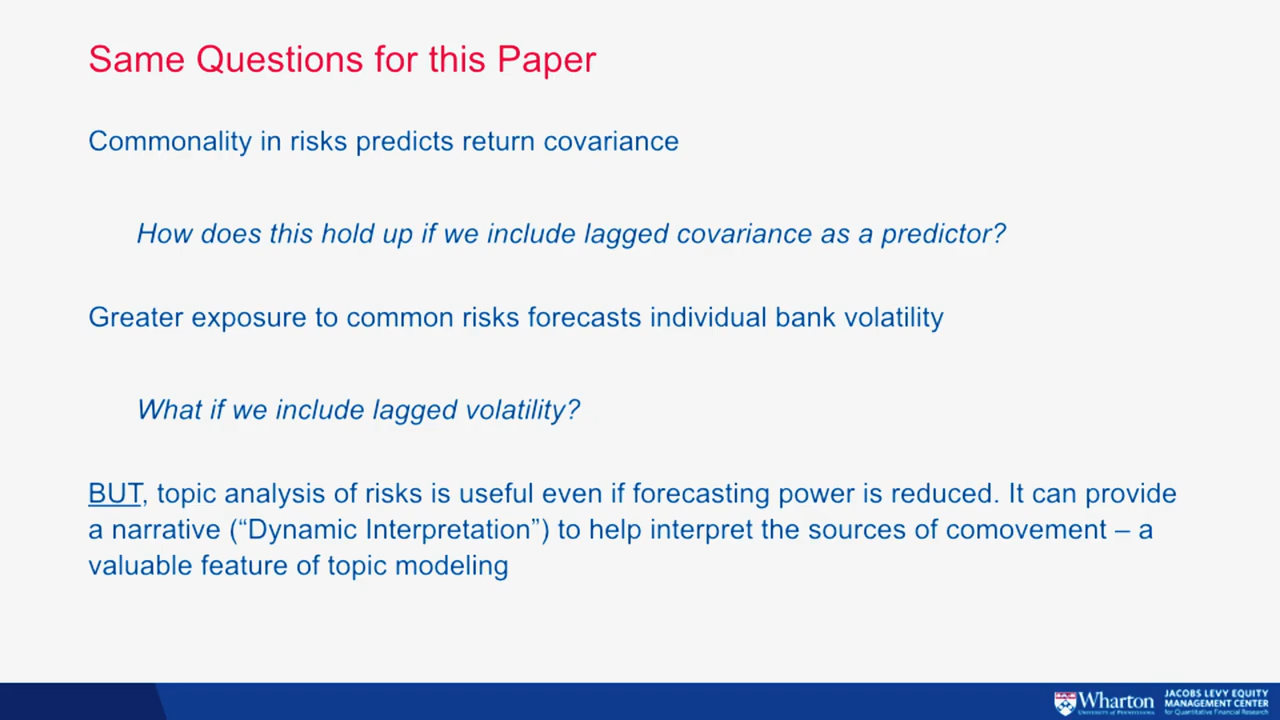 Same Questions for this Paper
Commonality in risks predicts return covariance
How does this hold up if we include lagged covariance as a predictor?
Greater exposure to common risks forecasts individual bank volatility
What if we include lagged volatility?
BUT, topic analysis of risks is useful even if forecasting power is reduced. It can provide
a narrative (“Dynamic Interpretation”) to help interpret the sources of comovement – a
valuable feature of topic modeling
Wharton
UNIVERSITY of PENNSYLVANIA
JACOBS LEVY EQUITY
MANAGEMENT CENTER
for Quantitative Financial Research